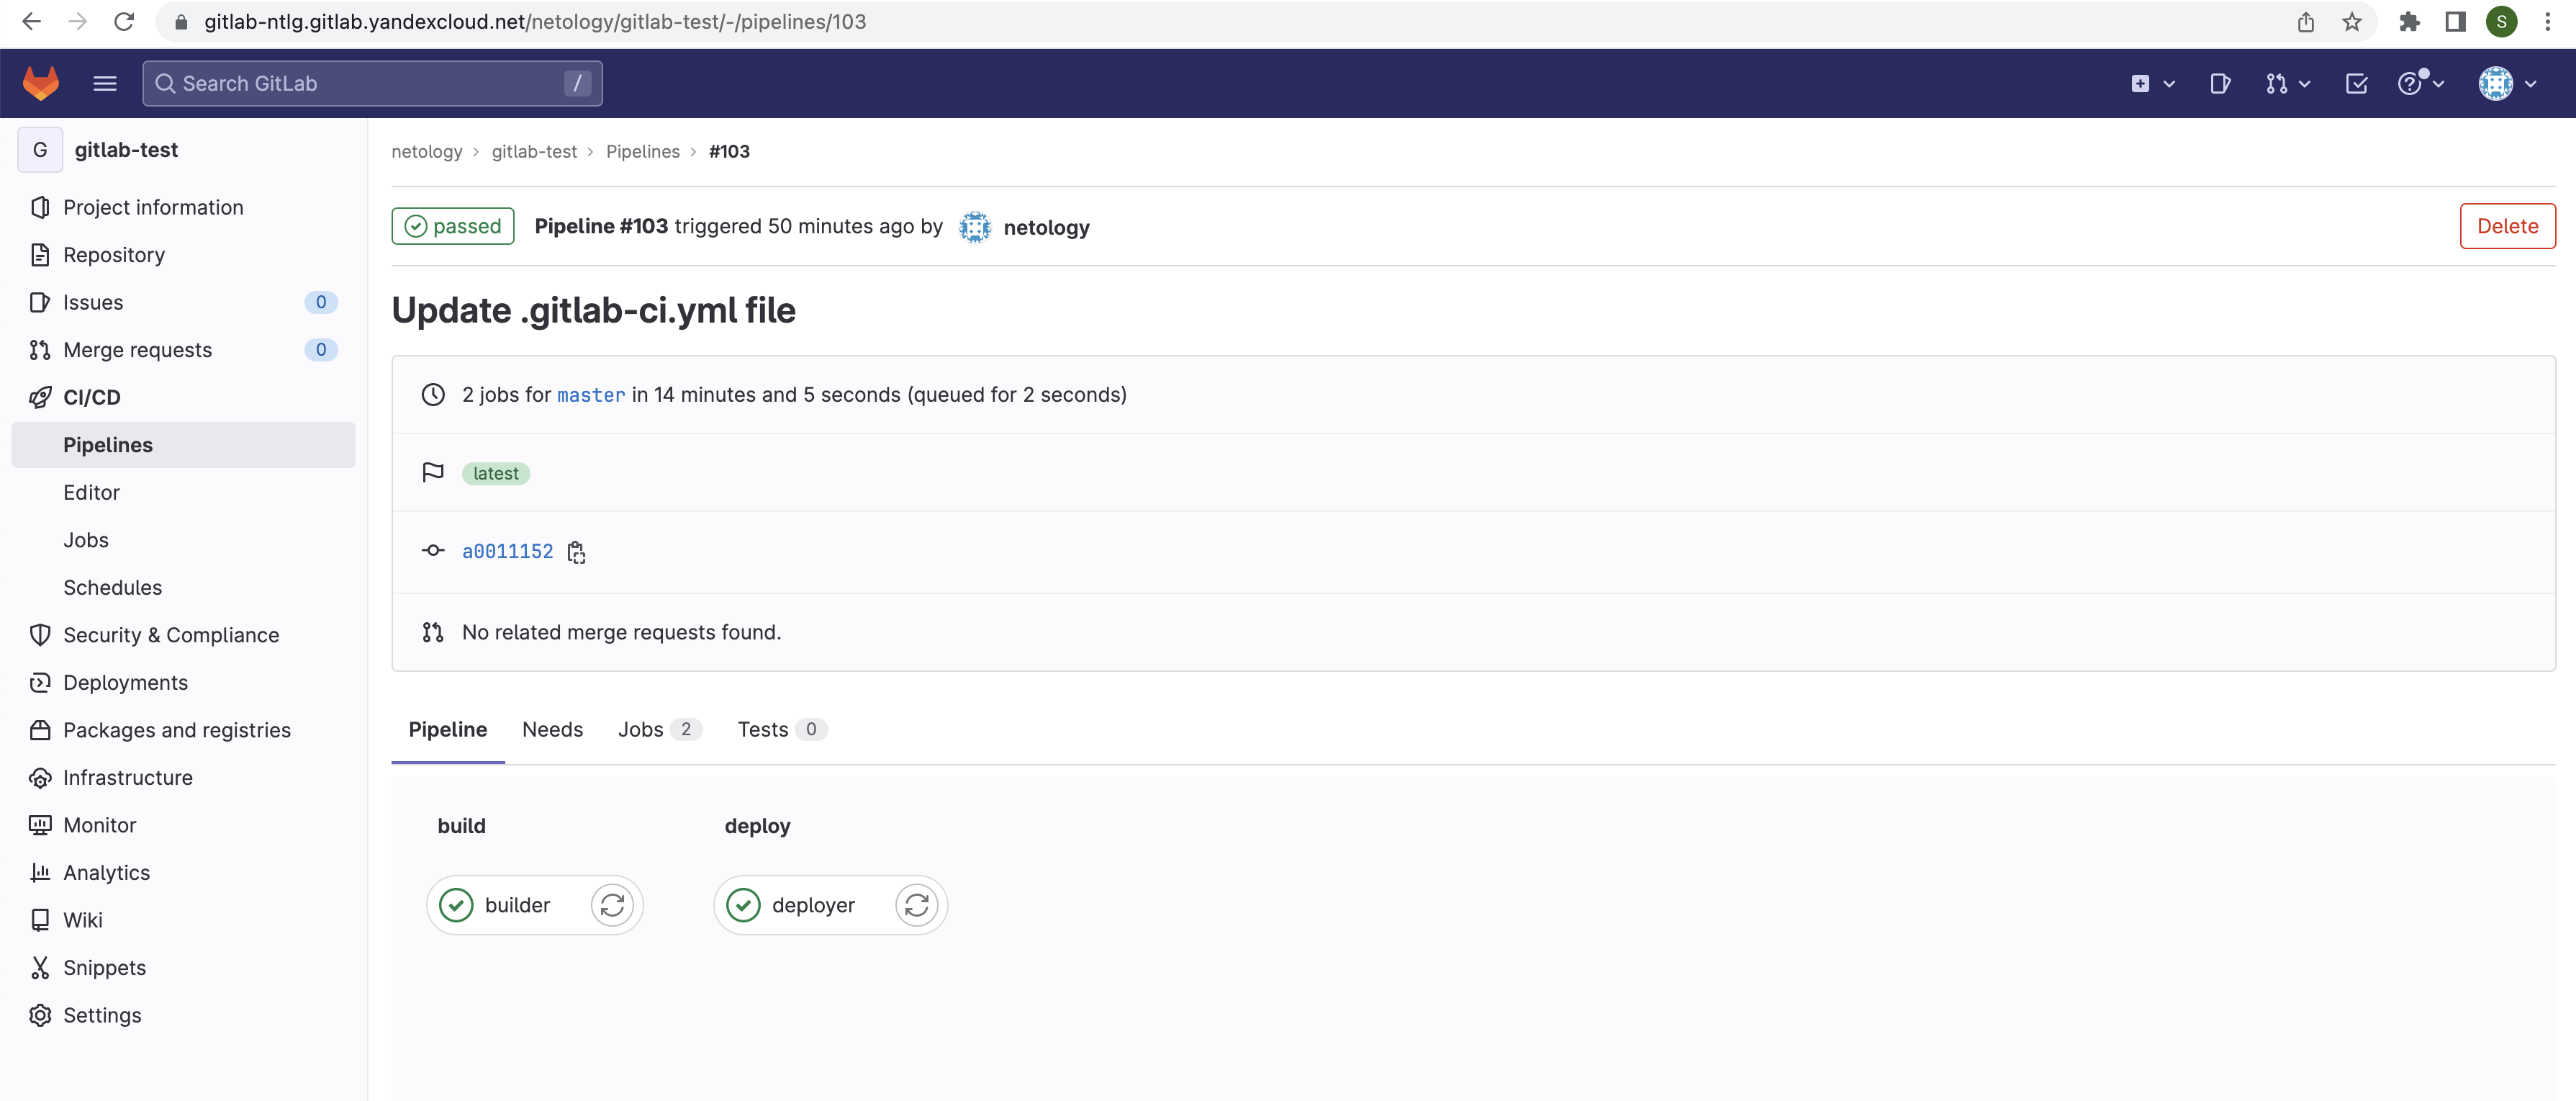 gitlab-ntlg.gitlab.yandexcloud.net/netology/gitlab-test/-/pipelines/103
S
Search GitLab
/
G
gitlab-test
Project information
Repository
Issues
0
Merge requests
0
CI/CD
Pipelines
Editor
Jobs
Schedules
Security & Compliance
Deployments
Packages and registries
Infrastructure
Monitor
Analytics
Wiki
Snippets
Settings
netology › gitlab-test › Pipelines › #103
passed
Pipeline #103 triggered 50 minutes ago by netology
Delete
Update .gitlab-ci.yml file
2 jobs for master in 14 minutes and 5 seconds (queued for 2 seconds)
latest
a0011152
No related merge requests found.
Pipeline Needs Jobs 2 Tests 0
build
deploy
builder
deployer